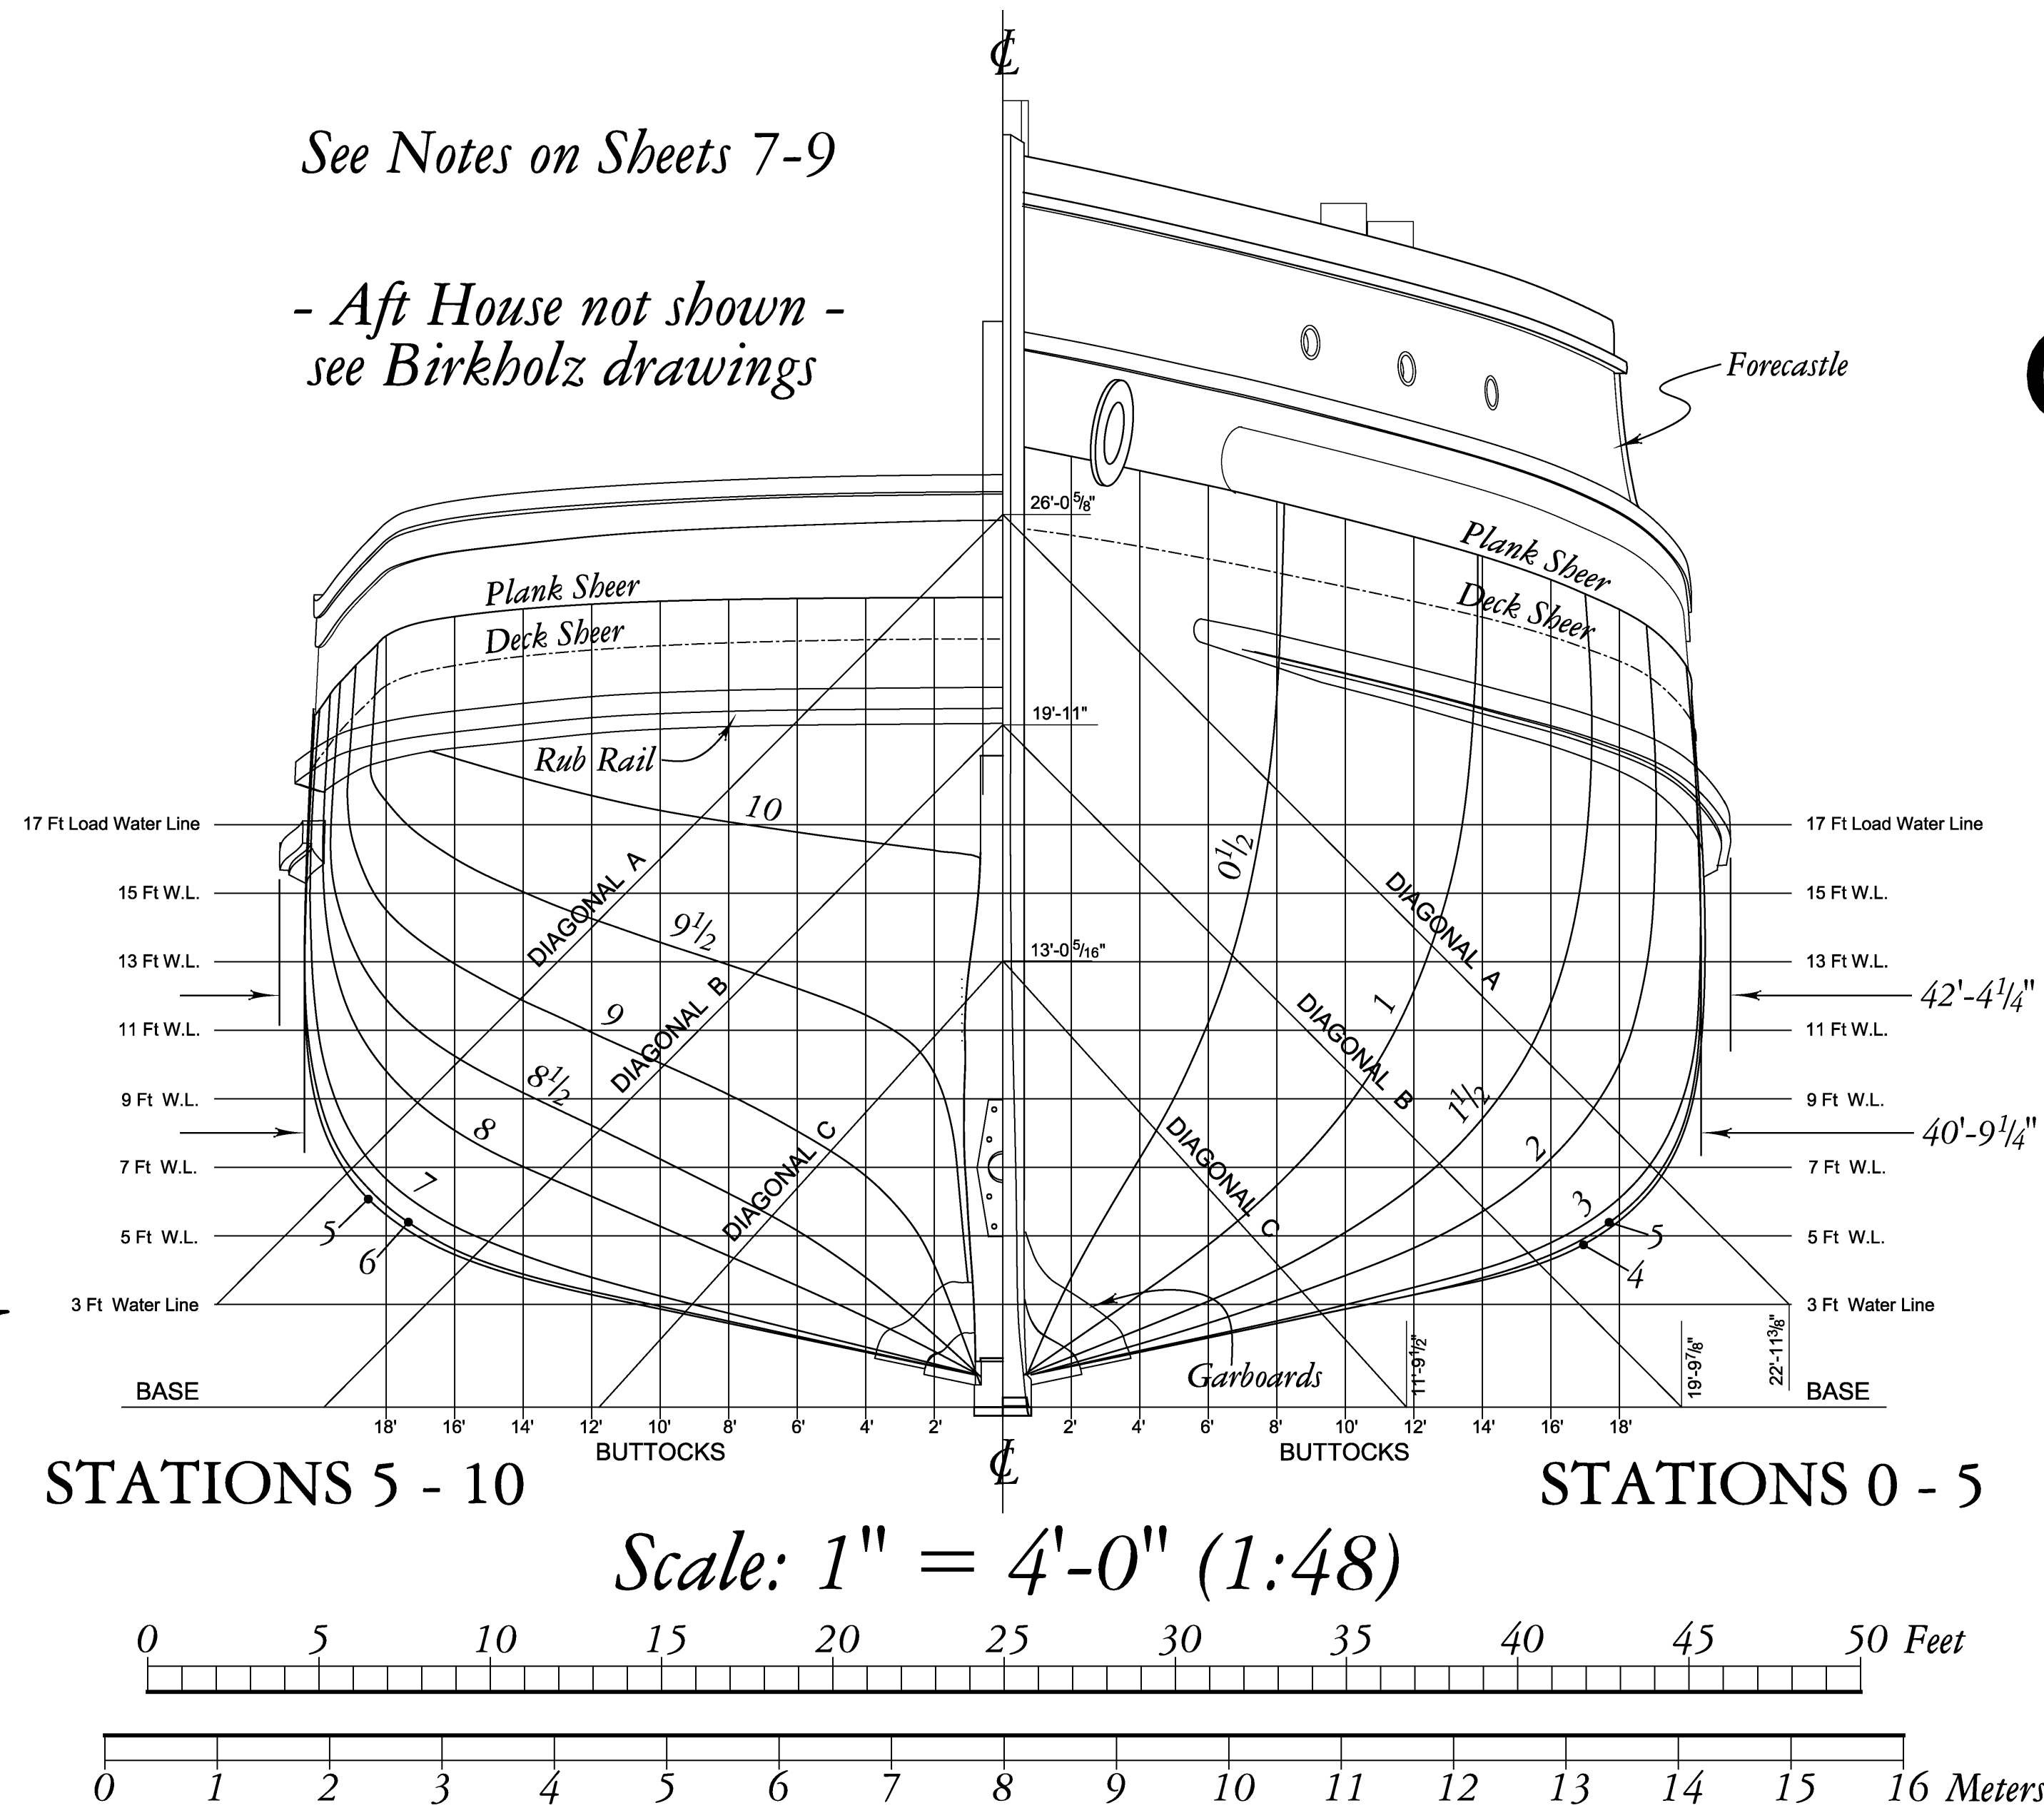 ℄
See Notes on Sheets 7-9
- Aft House not shown -
see Birkholz drawings
Forecastle
26'-0 5/8"
Plank Sheer
Deck Sheer
Plank Sheer
Deck Sheer
19'-11"
Rub Rail
10
0 1/2
17 Ft Load Water Line
17 Ft Load Water Line
DIAGONAL A
DIAGONAL A
15 Ft W.L.
15 Ft W.L.
9 1/2
13'-0 5/16"
13 Ft W.L.
13 Ft W.L.
DIAGONAL B
DIAGONAL B
42'-4 1/4"
9
1
11 Ft W.L.
11 Ft W.L.
8 1/2
1 1/2
9 Ft W.L.
9 Ft W.L.
8
2
40'-9 1/4"
DIAGONAL C
DIAGONAL C
7 Ft W.L.
7 Ft W.L.
7
3
5
5
5 Ft W.L.
5 Ft W.L.
6
4
3 Ft Water Line
3 Ft Water Line
11'-9 1/2"
19'-9 7/8"
22'-11 3/8"
Garboards
BASE
BASE
18' 16' 14' 12' 10' 8' 6' 4' 2' 2' 4' 6' 8' 10' 12' 14' 16' 18'
BUTTOCKS
℄
BUTTOCKS
STATIONS 5 - 10
STATIONS 0 - 5
Scale: 1" = 4'-0" (1:48)
0 5 10 15 20 25 30 35 40 45 50 Feet
0 1 2 3 4 5 6 7 8 9 10 11 12 13 14 15 16 Meters